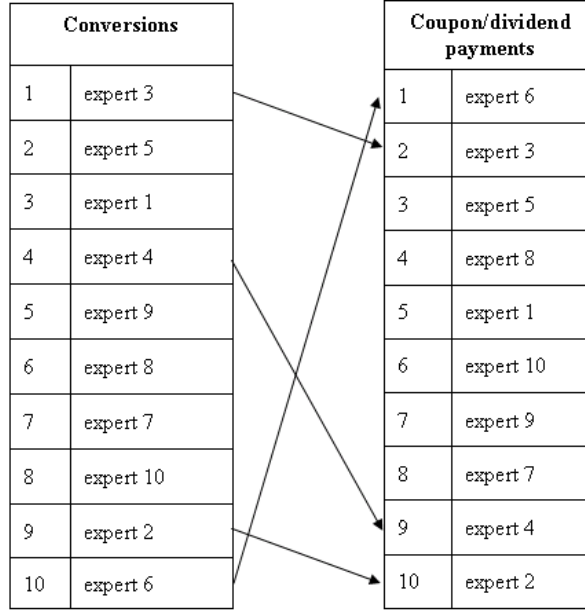 Conversions
1 expert 3
2 expert 5
3 expert 1
4 expert 4
5 expert 9
6 expert 8
7 expert 7
8 expert 10
9 expert 2
10 expert 6
Coupon/dividend
payments
1 expert 6
2 expert 3
3 expert 5
4 expert 8
5 expert 1
6 expert 10
7 expert 9
8 expert 7
9 expert 4
10 expert 2